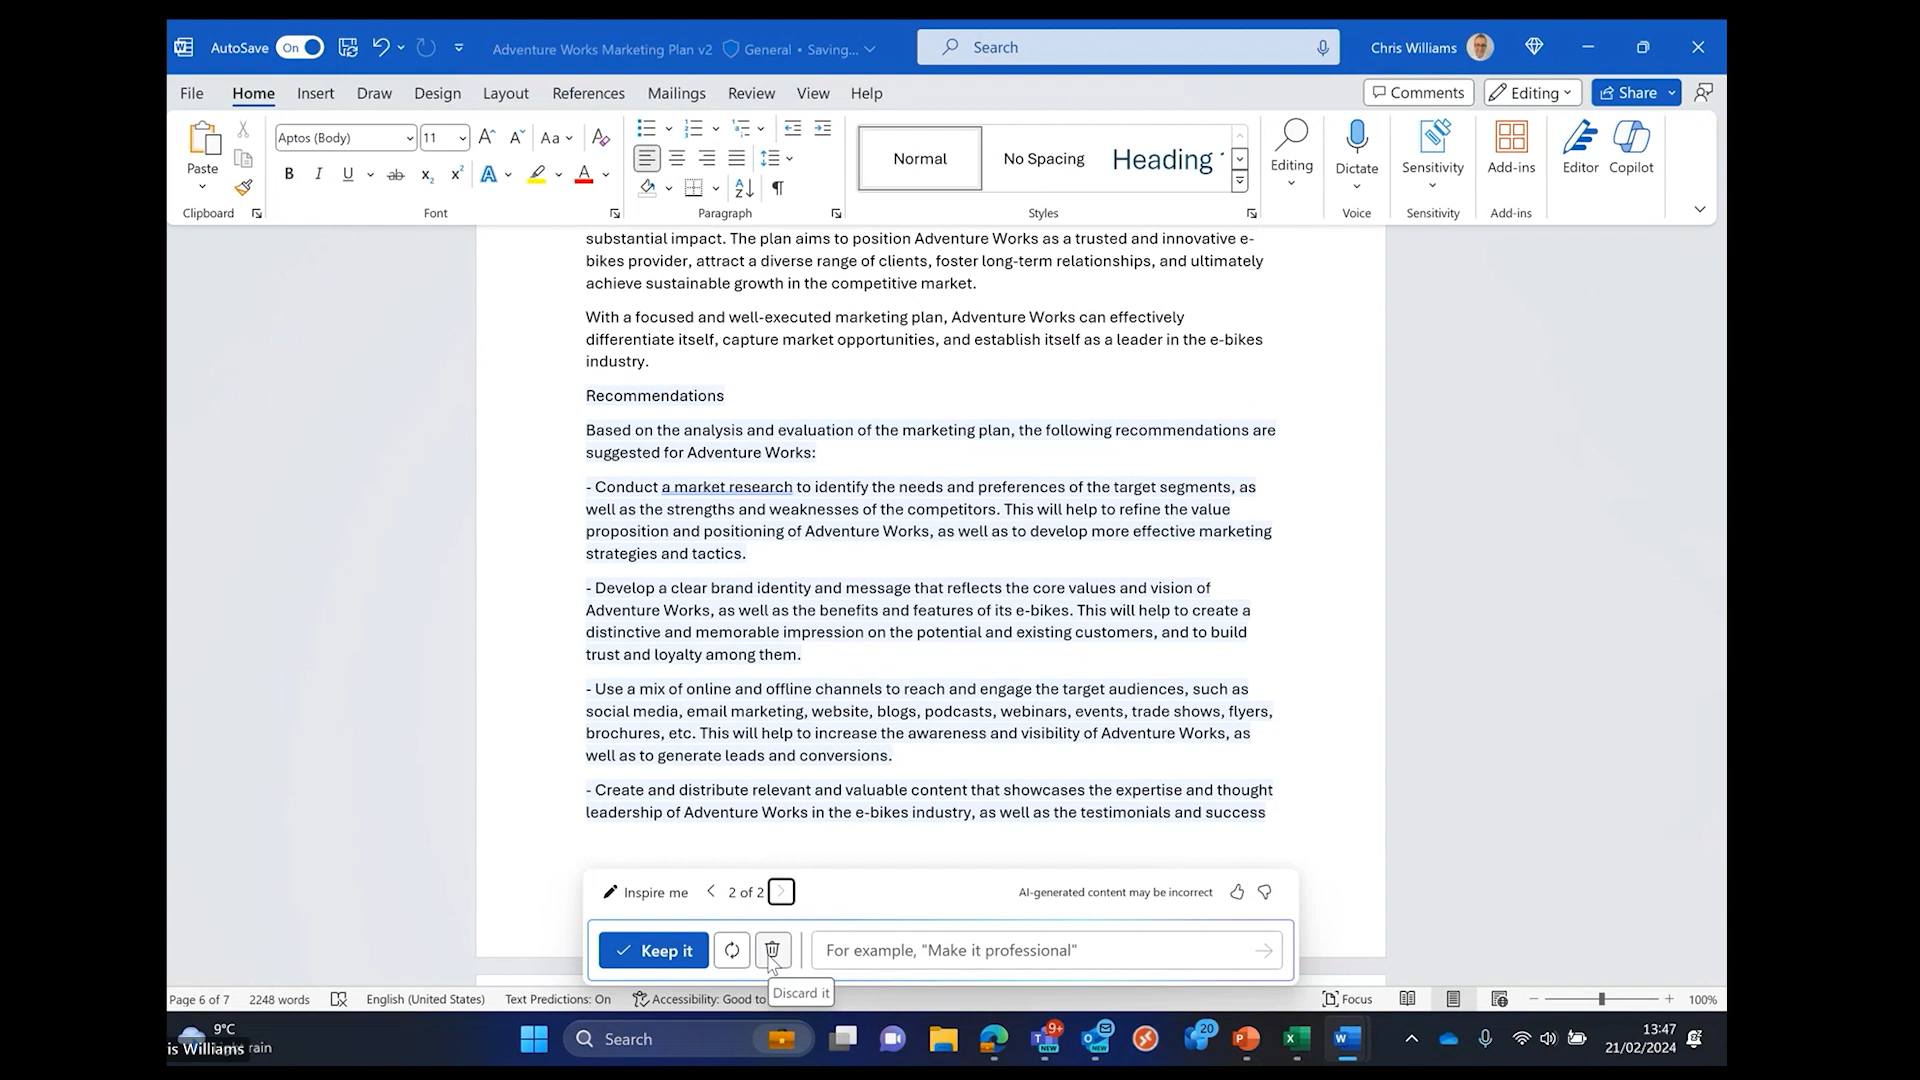 AutoSave On Adventure Works Marketing Plan v2 General • Saving... Search Chris Williams
File Home Insert Draw Design Layout References Mailings Review View Help Comments Editing Share
Paste Aptos (Body) 11 Normal No Spacing Heading Editing Dictate Sensitivity Add-ins Editor Copilot
Clipboard Font Paragraph Styles Voice Sensitivity Add-ins
substantial impact. The plan aims to position Adventure Works as a trusted and innovative e-
bikes provider, attract a diverse range of clients, foster long-term relationships, and ultimately
achieve sustainable growth in the competitive market.
With a focused and well-executed marketing plan, Adventure Works can effectively
differentiate itself, capture market opportunities, and establish itself as a leader in the e-bikes
industry.
Recommendations
Based on the analysis and evaluation of the marketing plan, the following recommendations are
suggested for Adventure Works:
- Conduct a market research to identify the needs and preferences of the target segments, as
well as the strengths and weaknesses of the competitors. This will help to refine the value
proposition and positioning of Adventure Works, as well as to develop more effective marketing
strategies and tactics.
- Develop a clear brand identity and message that reflects the core values and vision of
Adventure Works, as well as the benefits and features of its e-bikes. This will help to create a
distinctive and memorable impression on the potential and existing customers, and to build
trust and loyalty among them.
- Use a mix of online and offline channels to reach and engage the target audiences, such as
social media, email marketing, website, blogs, podcasts, webinars, events, trade shows, flyers,
brochures, etc. This will help to increase the awareness and visibility of Adventure Works, as
well as to generate leads and conversions.
- Create and distribute relevant and valuable content that showcases the expertise and thought
leadership of Adventure Works in the e-bikes industry, as well as the testimonials and success
Inspire me 2 of 2 AI-generated content may be incorrect
Keep it For example, "Make it professional"
Discard it
Page 6 of 7 2248 words English (United States) Text Predictions: On Accessibility: Good to Focus 100%
9°C
is Williams rain
Search 9+ NEW NEW 20 13:47
21/02/2024